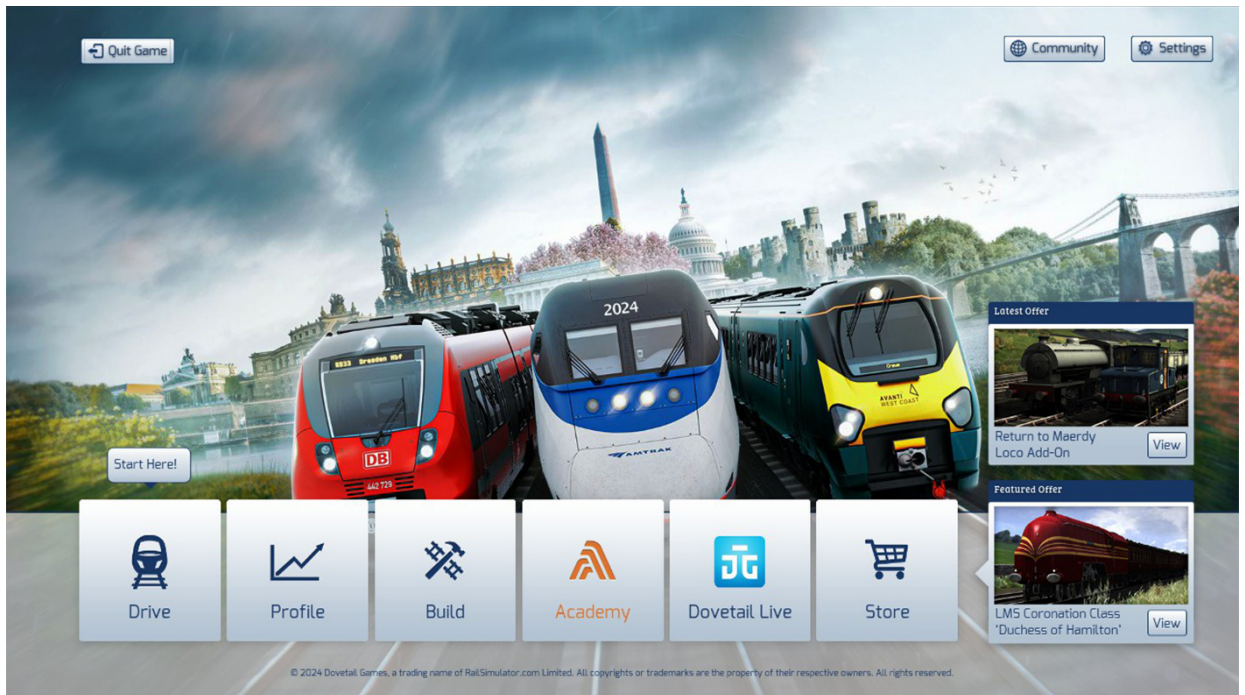 Quit Game
Community
Settings
2024
8833 Dresden Hbf
Crewe
AVANTI
WEST COAST
AMTRAK
DB
442 729
Latest Offer
Return to Maerdy
Loco Add-On
View
Start Here!
Featured Offer
LMS Coronation Class
'Duchess of Hamilton'
View
Drive
Profile
Build
Academy
Dovetail Live
Store
© 2024 Dovetail Games, a trading name of RailSimulator.com Limited. All copyrights or trademarks are the property of their respective owners. All rights reserved.